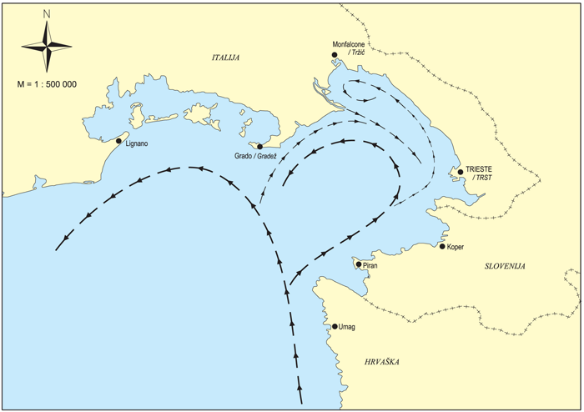 N
M = 1 : 500 000
ITALIJA
Monfalcone
/ Tržič
Lignano
Grado / Gradež
TRIESTE
/ TRST
Koper
Piran
SLOVENIJA
Umag
HRVAŠKA